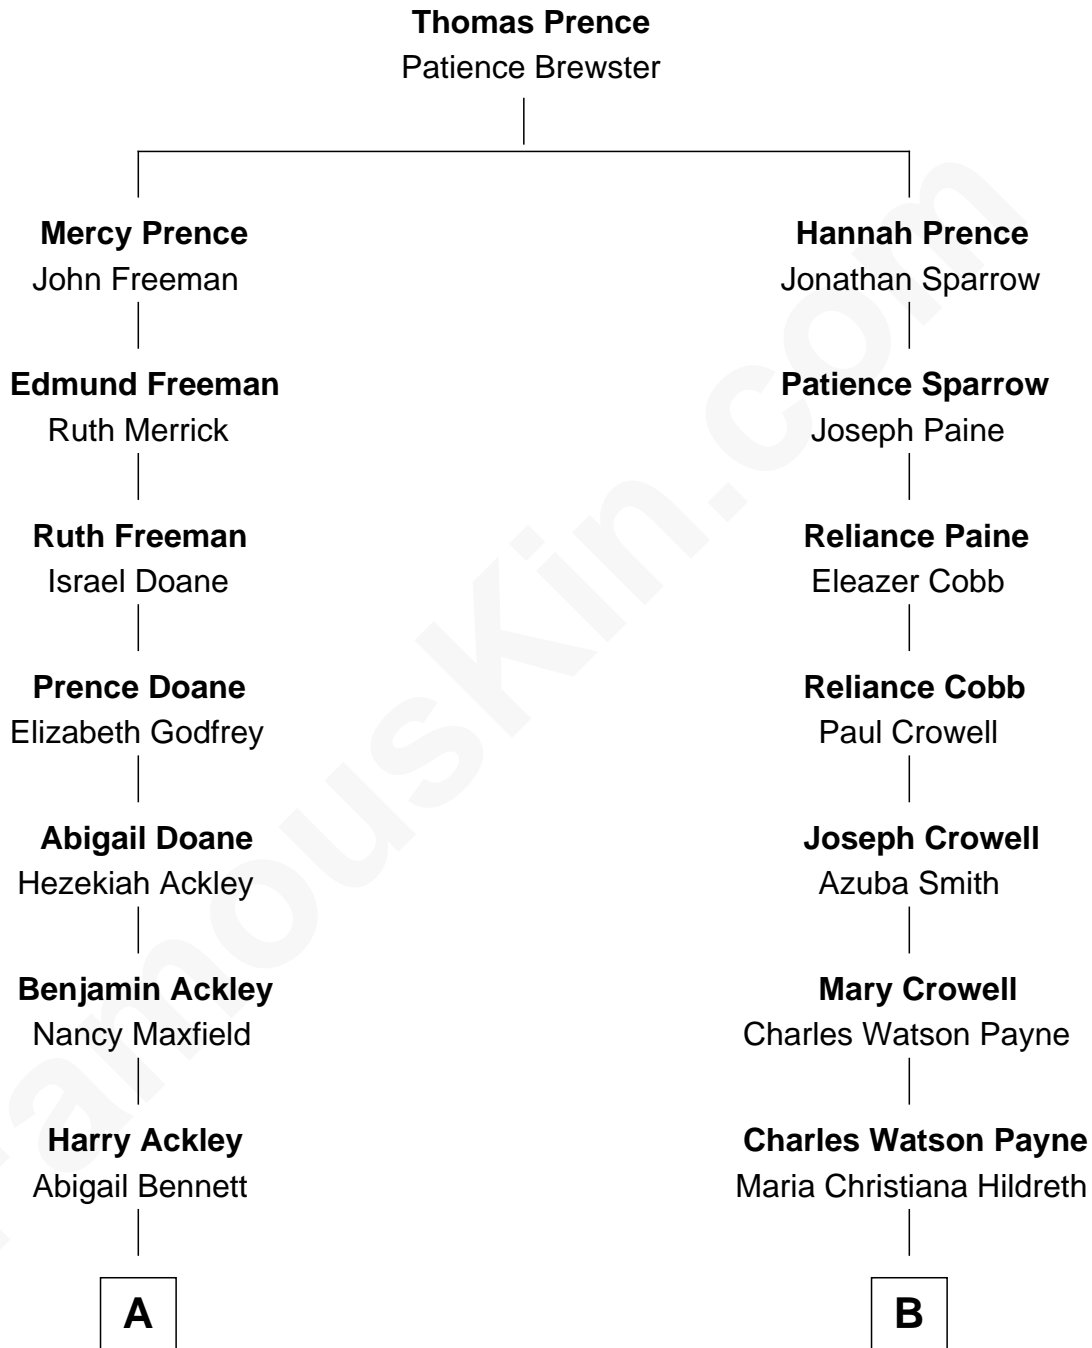 Thomas Prence
Patience Brewster
Mercy Prence
John Freeman
Hannah Prence
Jonathan Sparrow
Edmund Freeman
Ruth Merrick
Patience Sparrow
Joseph Paine
Ruth Freeman
Israel Doane
Reliance Paine
Eleazer Cobb
Prence Doane
Elizabeth Godfrey
Reliance Cobb
Paul Crowell
Abigail Doane
Hezekiah Ackley
Joseph Crowell
Azuba Smith
Benjamin Ackley
Nancy Maxfield
Mary Crowell
Charles Watson Payne
Harry Ackley
Abigail Bennett
Charles Watson Payne
Maria Christiana Hildreth
A
B
FamousKin.com